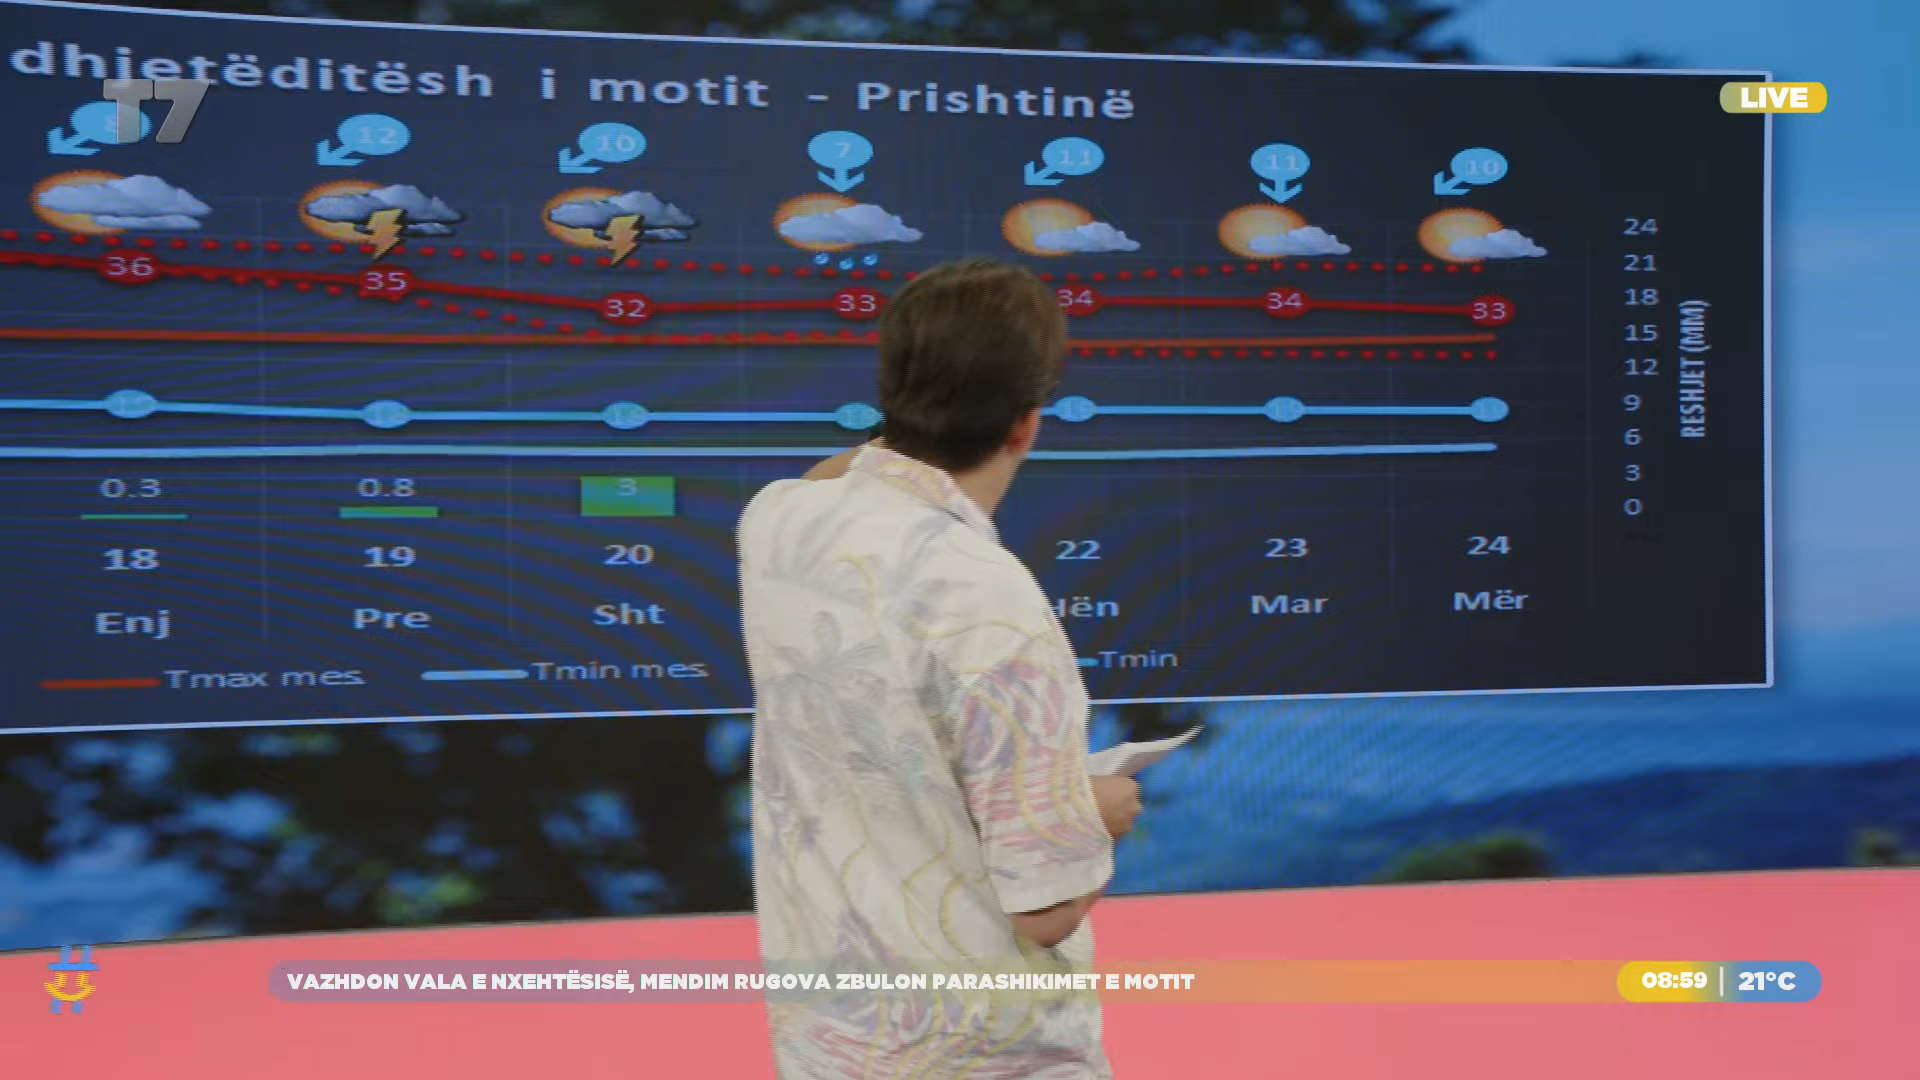 dhjetëditësh i motit - Prishtinë
T7
LIVE
12 10 7 11 11 10
24
21
18
15
12
9
6
3
0
RESHJET (MM)
36 35 32 33 34 34 33
0.3 0.8 3
18 19 20 22 23 24
Enj Pre Sht Hën Mar Mër
Tmax mes Tmin mes Tmin
VAZHDON VALA E NXEHTËSISË, MENDIM RUGOVA ZBULON PARASHIKIMET E MOTIT
08:59 21°C